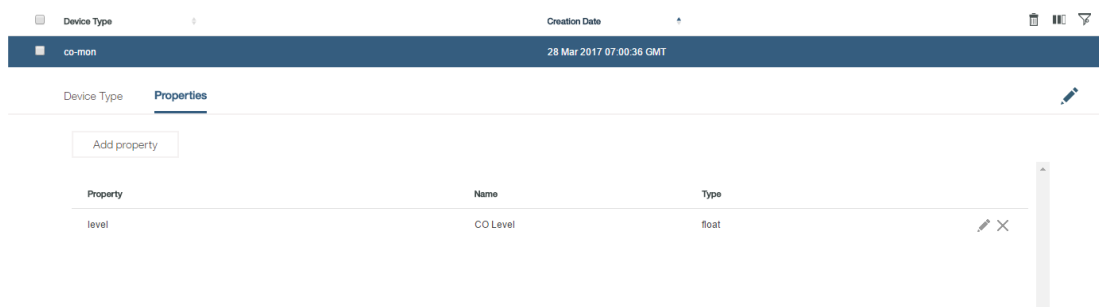 Device Type Creation Date
co-mon 28 Mar 2017 07:00:36 GMT
Device Type Properties
Add property
Property Name Type
level CO Level float